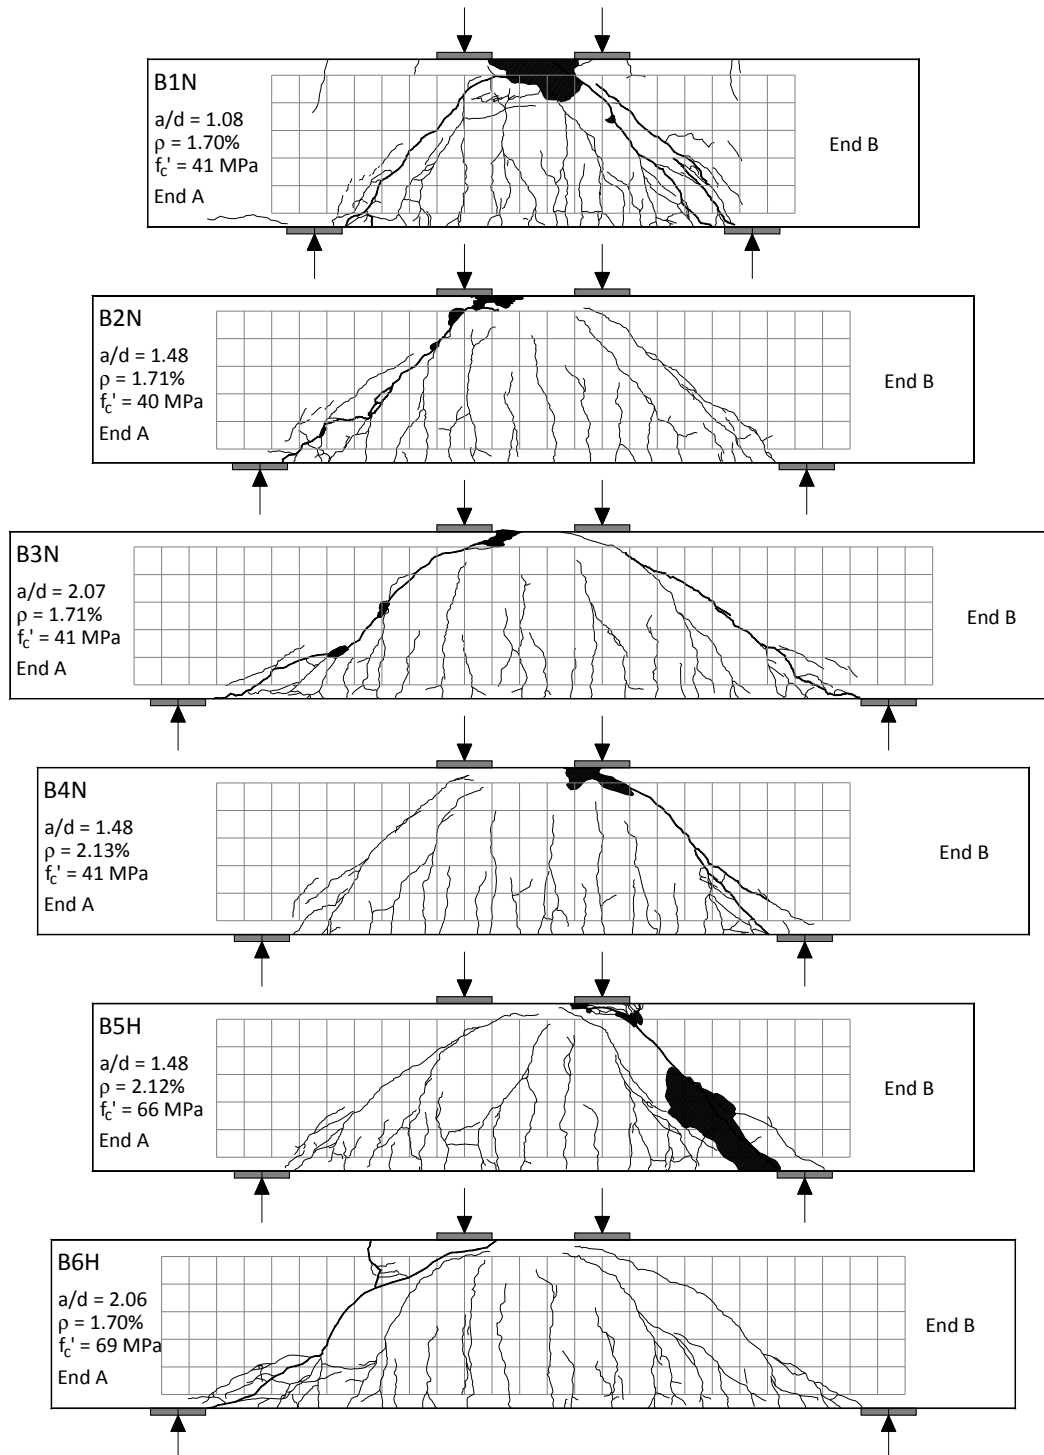 B1N
a/d = 1.08
ρ = 1.70%
fc' = 41 MPa
End A
End B
B2N
a/d = 1.48
ρ = 1.71%
fc' = 40 MPa
End A
End B
B3N
a/d = 2.07
ρ = 1.71%
fc' = 41 MPa
End A
End B
B4N
a/d = 1.48
ρ = 2.13%
fc' = 41 MPa
End A
End B
B5H
a/d = 1.48
ρ = 2.12%
fc' = 66 MPa
End A
End B
B6H
a/d = 2.06
ρ = 1.70%
fc' = 69 MPa
End A
End B